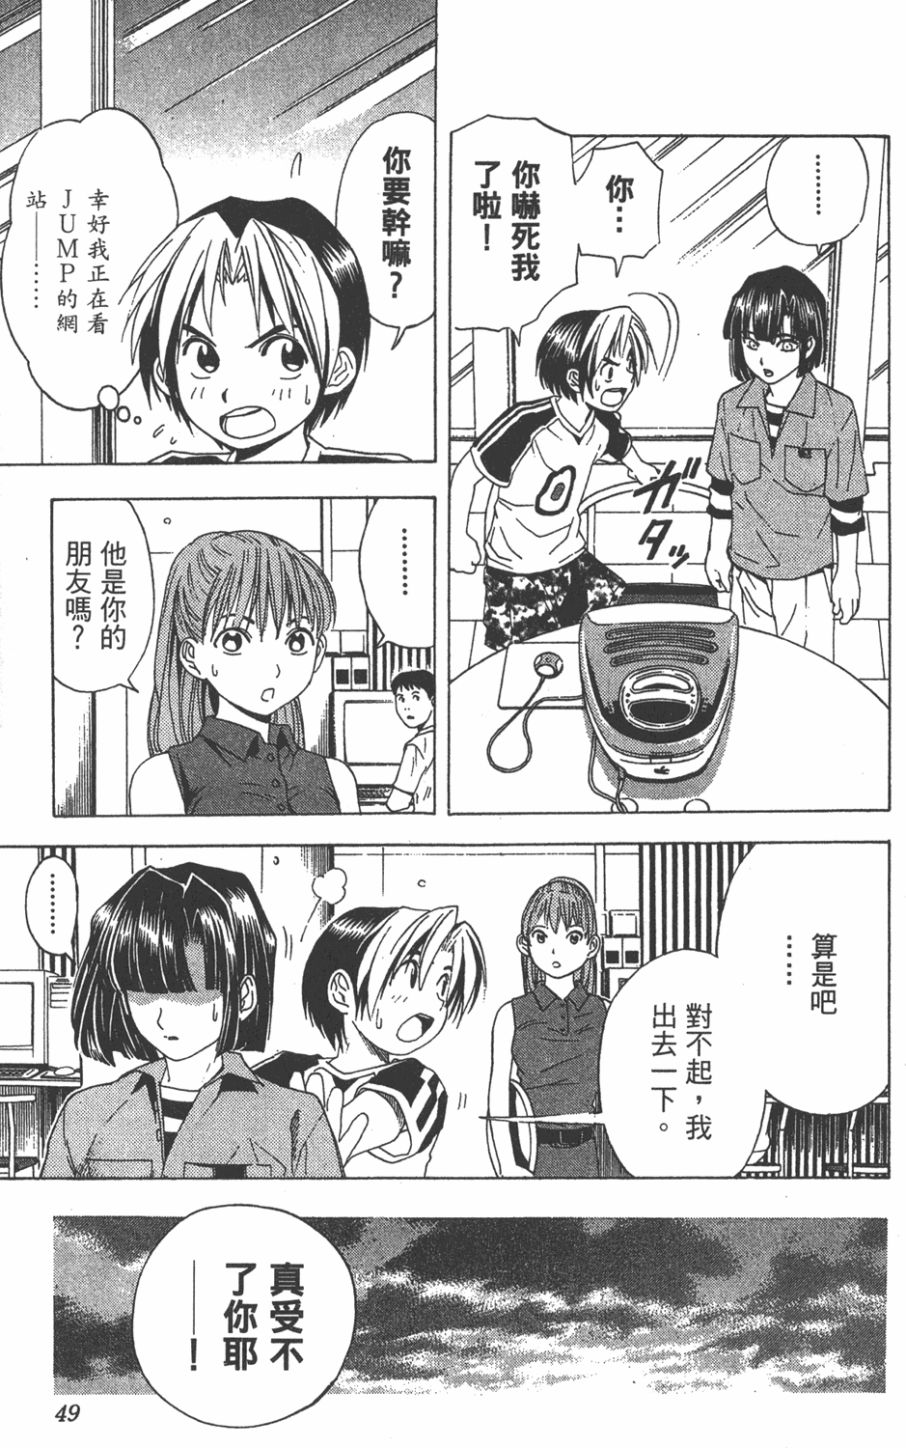 ………
你…
你嚇死我
了啦！
ガタッ
你要幹嘛？
幸好我正在看
JUMP的網
站——………
………
他是你的
朋友嗎？
算是吧
……
對不起，我
出去一下。
………
真受不
了你耶
——！
49